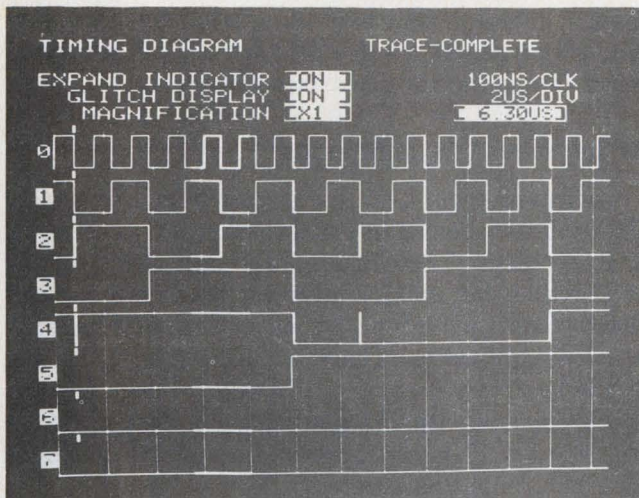 TIMING DIAGRAM TRACE-COMPLETE
EXPAND INDICATOR [ON ] 100NS/CLK
GLITCH DISPLAY [ON ] 2US/DIV
MAGNIFICATION [X1 ] [ 6.30US]
0
1
2
3
4
5
6
7